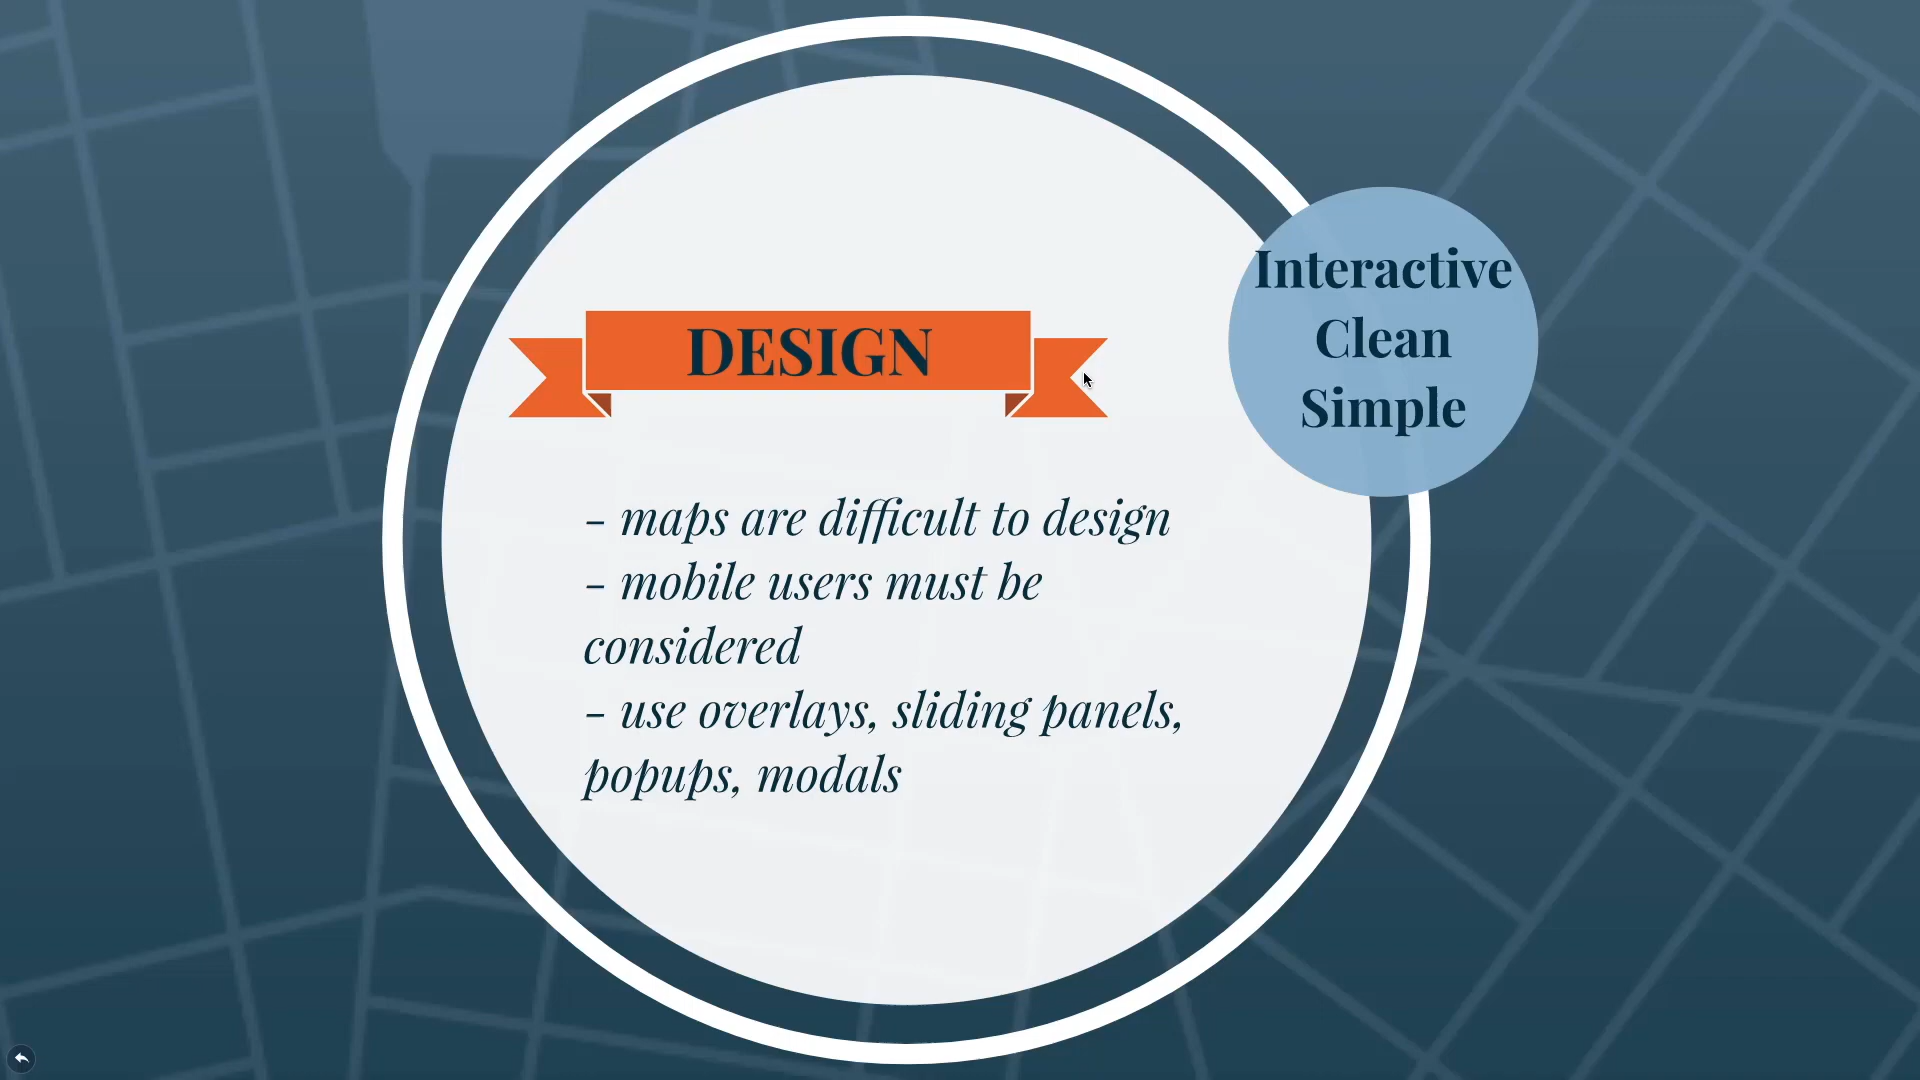 DESIGN
Interactive
Clean
Simple
- maps are difficult to design
- mobile users must be
considered
- use overlays, sliding panels,
popups, modals